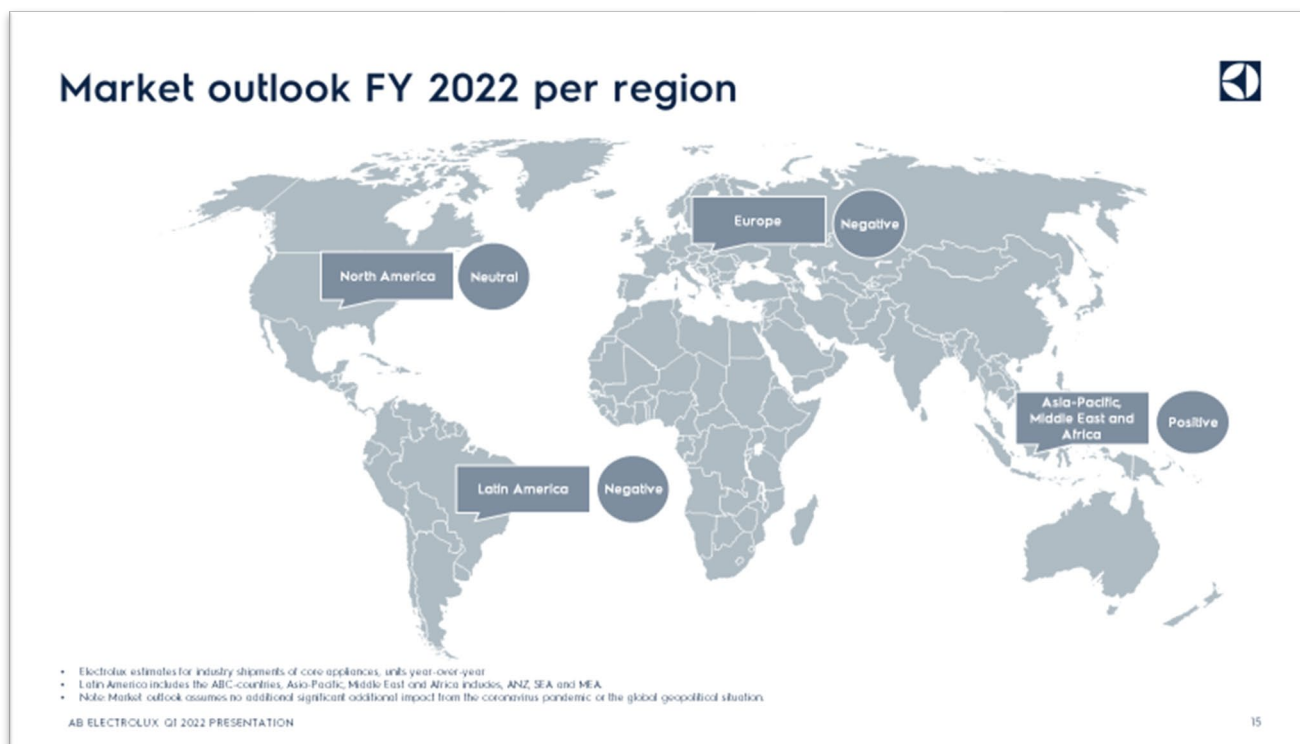 Market outlook FY 2022 per region
Europe
Negative
North America
Neutral
Asia-Pacific,
Middle East and
Africa
Positive
Latin America
Negative
• Electrolux estimates for industry shipments of core appliances, units year-over-year
• Latin America includes the ABC-countries, Asia-Pacific, Middle East and Africa includes, ANZ, SEA and MEA.
• Note: Market outlook assumes no additional significant additional impact from the coronavirus pandemic or the global geopolitical situation.
AB ELECTROLUX Q1 2022 PRESENTATION
15